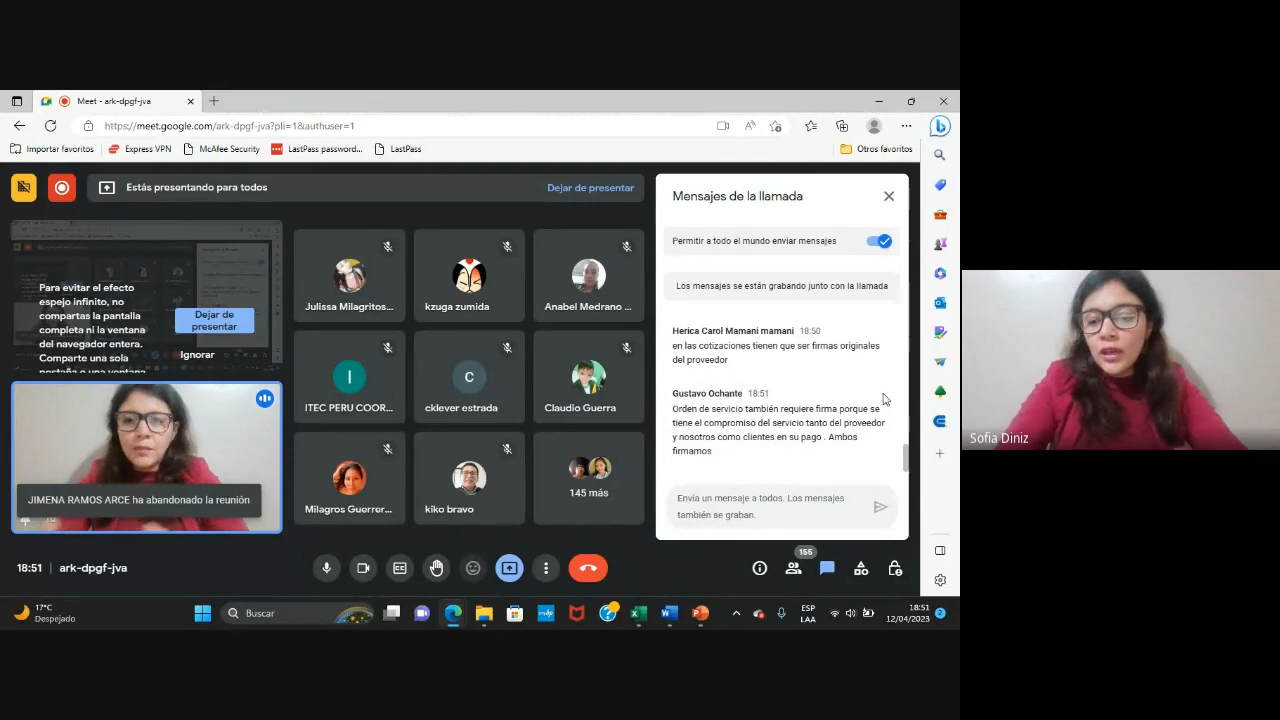 Meet - ark-dpgf-jva
https://meet.google.com/ark-dpgf-jva?pli=1&authuser=1
Importar favoritos
Express VPN
McAfee Security
LastPass password...
LastPass
Otros favoritos
Estás presentando para todos
Dejar de presentar
Para evitar el efecto
espejo infinito, no
compartas la pantalla
completa ni la ventana
del navegador entera.
Comparte una sola
Dejar de
presentar
Ignorar
JIMENA RAMOS ARCE ha abandonado la reunión
Julissa Milagritos...
kzuga zumida
Anabel Medrano ...
I
ITEC PERU COOR...
C
cklever estrada
Claudio Guerra
Milagros Guerrer...
kiko bravo
145 más
Mensajes de la llamada
Permitir a todo el mundo enviar mensajes
Los mensajes se están grabando junto con la llamada
Herica Carol Mamani mamani 18:50
en las cotizaciones tienen que ser firmas originales
del proveedor
Gustavo Ochante 18:51
Orden de servicio también requiere firma porque se
tiene el compromiso del servicio tanto del proveedor
y nosotros como clientes en su pago . Ambos
firmamos
Envía un mensaje a todos. Los mensajes
también se graban.
18:51 | ark-dpgf-jva
155
17°C
Despejado
Buscar
ESP
LAA
18:51
12/04/2023
2
Sofia Diniz